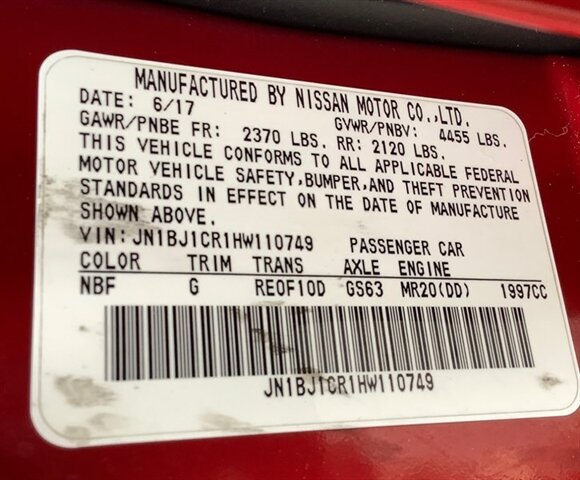 MANUFACTURED BY NISSAN MOTOR CO.,LTD.
DATE: 6/17 GVWR/PNBV: 4455 LBS.
GAWR/PNBE FR: 2370 LBS. RR: 2120 LBS.
THIS VEHICLE CONFORMS TO ALL APPLICABLE FEDERAL
MOTOR VEHICLE SAFETY,BUMPER,AND THEFT PREVENTION
STANDARDS IN EFFECT ON THE DATE OF MANUFACTURE
SHOWN ABOVE.
VIN:JN1BJ1CR1HW110749 PASSENGER CAR
COLOR TRIM TRANS AXLE ENGINE
NBF G RE0F10D GS63 MR20(DD) 1997CC
JN1BJ1CR1HW110749